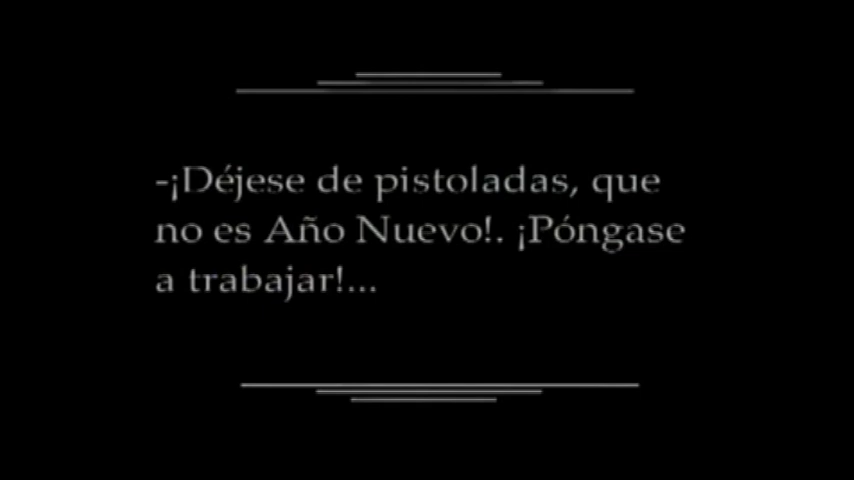 -¡Déjese de pistoladas, que
no es Año Nuevo!. ¡Póngase
a trabajar!...